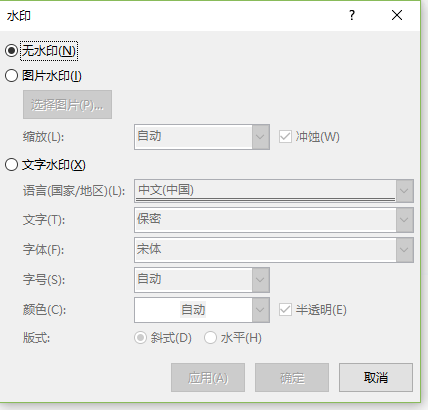 水印 ?
无水印(N)
图片水印(I)
选择图片(P)...
缩放(L): 自动 冲蚀(W)
文字水印(X)
语言(国家/地区)(L): 中文(中国)
文字(T): 保密
字体(F): 宋体
字号(S): 自动
颜色(C): 自动 半透明(E)
版式: 斜式(D) 水平(H)
应用(A) 确定 取消